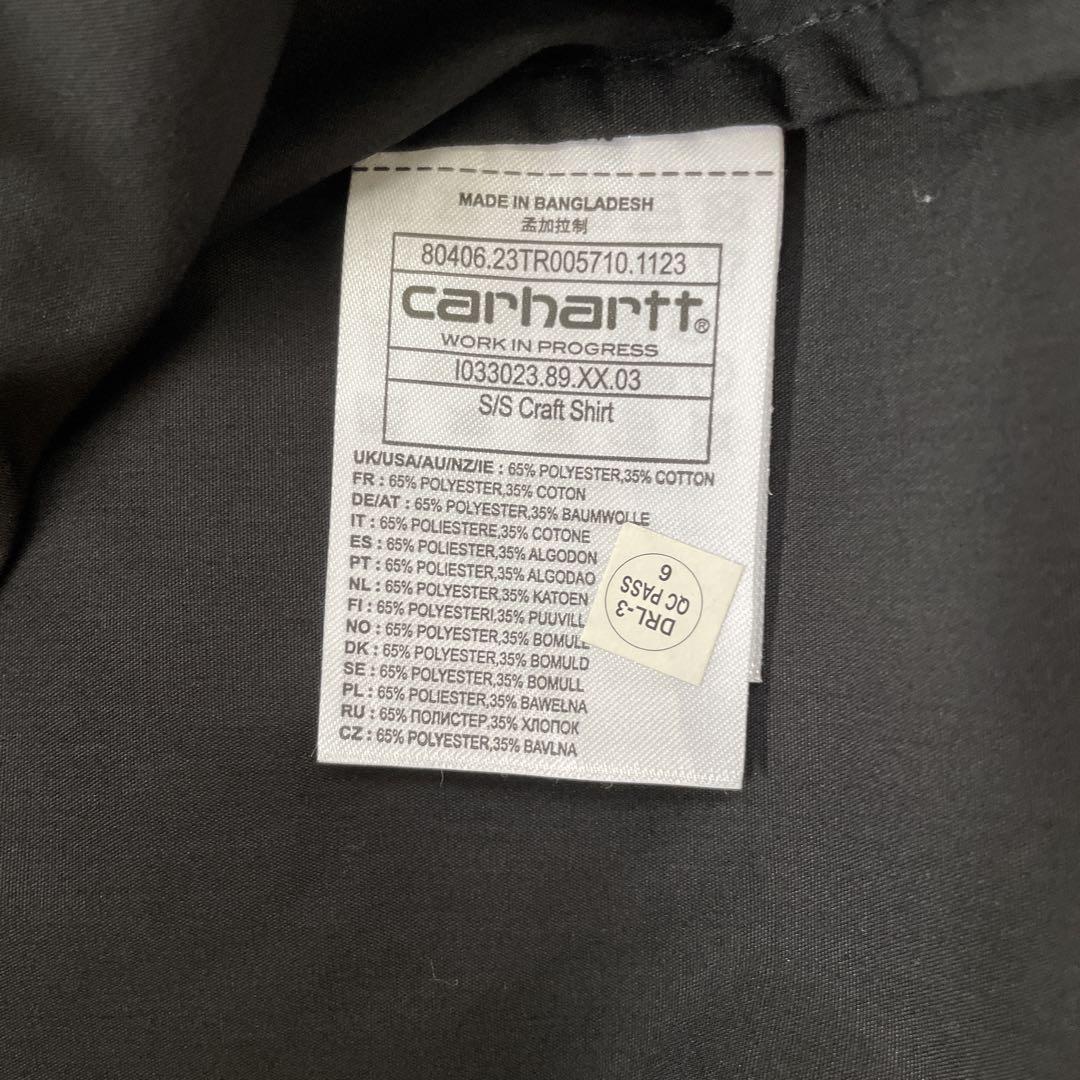 MADE IN BANGLADESH
孟加拉制
80406.23TR005710.1123
carhartt®
WORK IN PROGRESS
I033023.89.XX.03
S/S Craft Shirt
UK/USA/AU/NZ/IE : 65% POLYESTER,35% COTTON
FR : 65% POLYESTER,35% COTON
DE/AT : 65% POLYESTER,35% BAUMWOLLE
IT : 65% POLIESTERE,35% COTONE
ES : 65% POLIESTER,35% ALGODON
PT : 65% POLIESTER,35% ALGODAO
NL : 65% POLYESTER,35% KATOEN
FI : 65% POLYESTERI,35% PUUVILL
NO : 65% POLYESTER,35% BOMULL
DK : 65% POLYESTER,35% BOMULD
SE : 65% POLYESTER,35% BOMULL
PL : 65% POLIESTER,35% BAWEŁNA
RU : 65% ПОЛИСТЕР,35% ХЛОПОК
CZ : 65% POLYESTER,35% BAVLNA
DRL-3
QC PASS
6